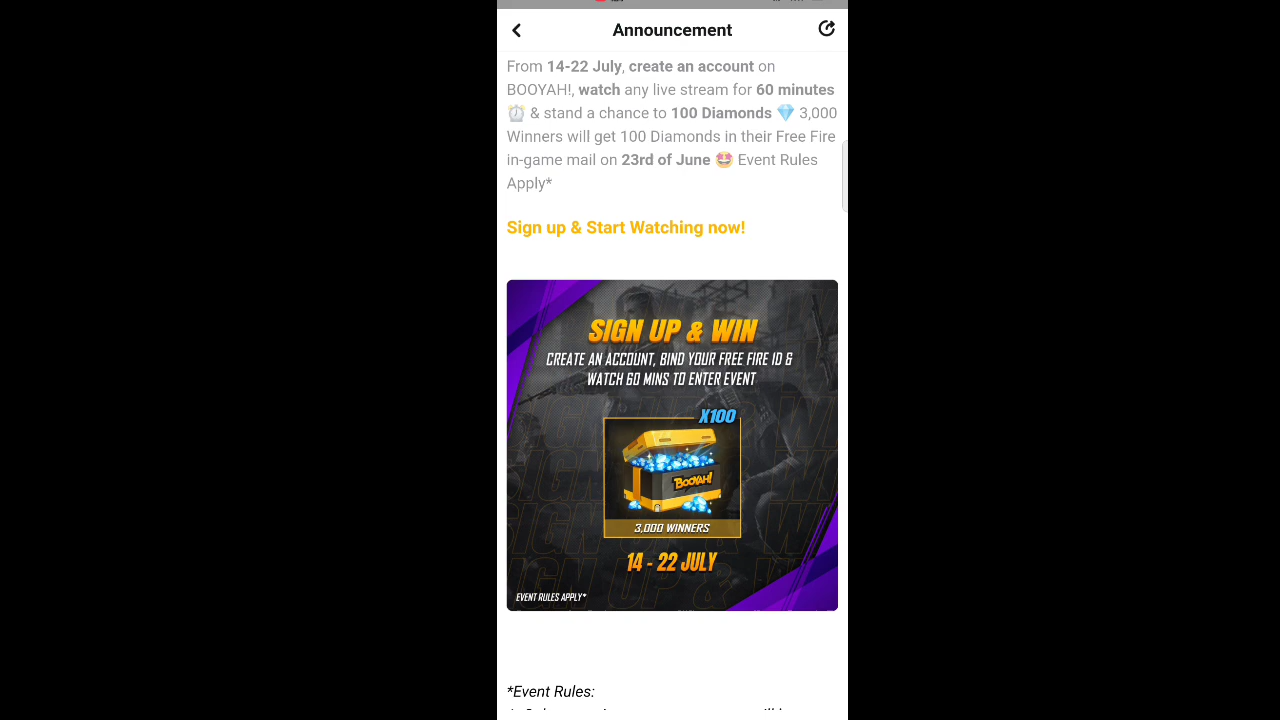 Announcement
From 14-22 July, create an account on
BOOYAH!, watch any live stream for 60 minutes
⏰ & stand a chance to 100 Diamonds 💎 3,000
Winners will get 100 Diamonds in their Free Fire
in-game mail on 23rd of June 🤩 Event Rules
Apply*
Sign up & Start Watching now!
SIGN UP & WIN
CREATE AN ACCOUNT, BIND YOUR FREE FIRE ID &
WATCH 60 MINS TO ENTER EVENT
X100
BOOYAH!
3,000 WINNERS
14 - 22 JULY
EVENT RULES APPLY*
*Event Rules: